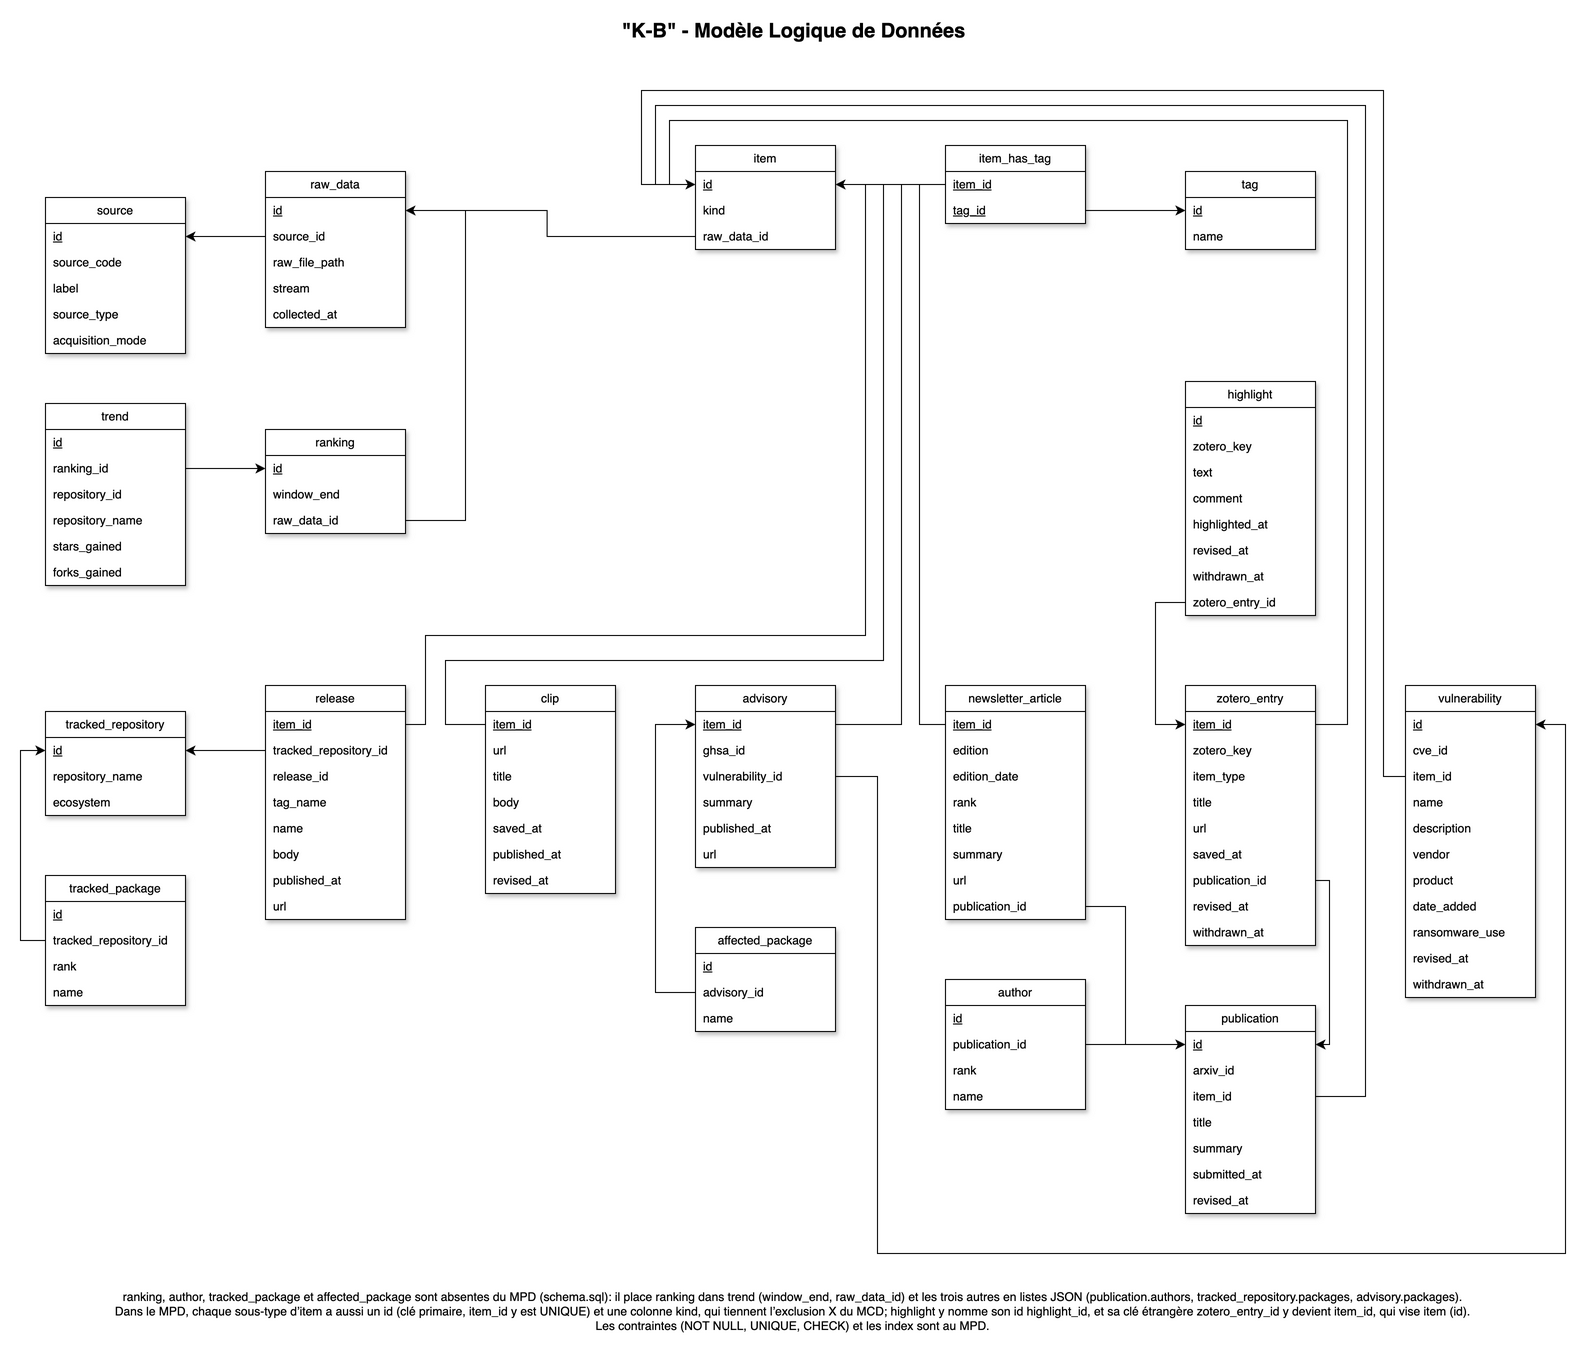 "K-B" - Modèle Logique de Données
source
id
source_code
label
source_type
acquisition_mode
raw_data
id
source_id
raw_file_path
stream
collected_at
item
id
kind
raw_data_id
item_has_tag
item_id
tag_id
tag
id
name
trend
id
ranking_id
repository_id
repository_name
stars_gained
forks_gained
ranking
id
window_end
raw_data_id
highlight
id
zotero_key
text
comment
highlighted_at
revised_at
withdrawn_at
zotero_entry_id
tracked_repository
id
repository_name
ecosystem
tracked_package
id
tracked_repository_id
rank
name
release
item_id
tracked_repository_id
release_id
tag_name
name
body
published_at
url
clip
item_id
url
title
body
saved_at
published_at
revised_at
advisory
item_id
ghsa_id
vulnerability_id
summary
published_at
url
affected_package
id
advisory_id
name
newsletter_article
item_id
edition
edition_date
rank
title
summary
url
publication_id
author
id
publication_id
rank
name
zotero_entry
item_id
zotero_key
item_type
title
url
saved_at
publication_id
revised_at
withdrawn_at
publication
id
arxiv_id
item_id
title
summary
submitted_at
revised_at
vulnerability
id
cve_id
item_id
name
description
vendor
product
date_added
ransomware_use
revised_at
withdrawn_at
ranking, author, tracked_package et affected_package sont absentes du MPD (schema.sql): il place ranking dans trend (window_end, raw_data_id) et les trois autres en listes JSON (publication.authors, tracked_repository.packages, advisory.packages).
Dans le MPD, chaque sous-type d'item a aussi un id (clé primaire, item_id y est UNIQUE) et une colonne kind, qui tiennent l'exclusion X du MCD; highlight y nomme son id highlight_id, et sa clé étrangère zotero_entry_id y devient item_id, qui vise item (id).
Les contraintes (NOT NULL, UNIQUE, CHECK) et les index sont au MPD.